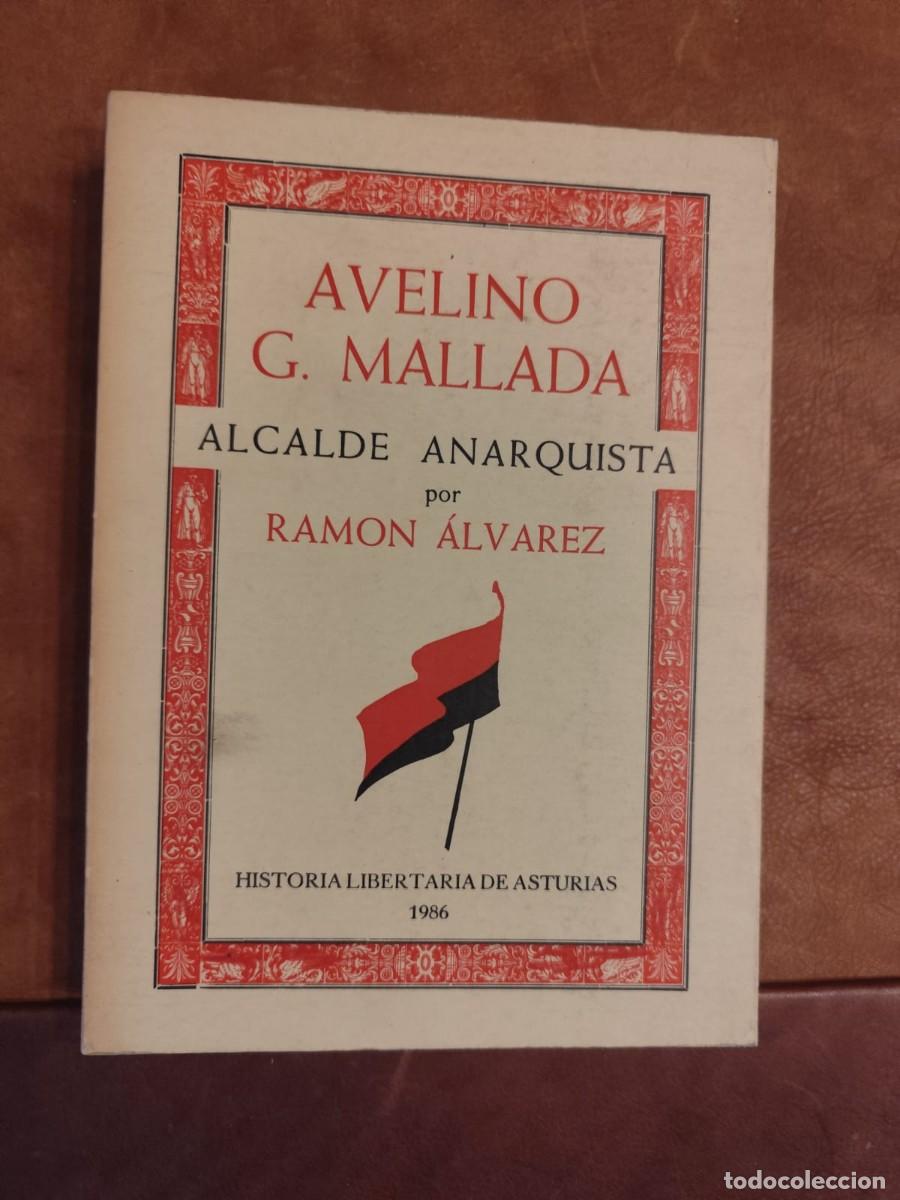 AVELINO
G. MALLADA
ALCALDE ANARQUISTA
por
RAMON ÁLVAREZ
HISTORIA LIBERTARIA DE ASTURIAS
1986
todocoleccion